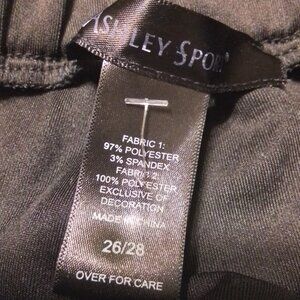 ASHLEY SPORT
FABRIC 1:
97% POLYESTER
3% SPANDEX
FABRIC 2:
100% POLYESTER
EXCLUSIVE OF
DECORATION
MADE IN CHINA
26/28
OVER FOR CARE